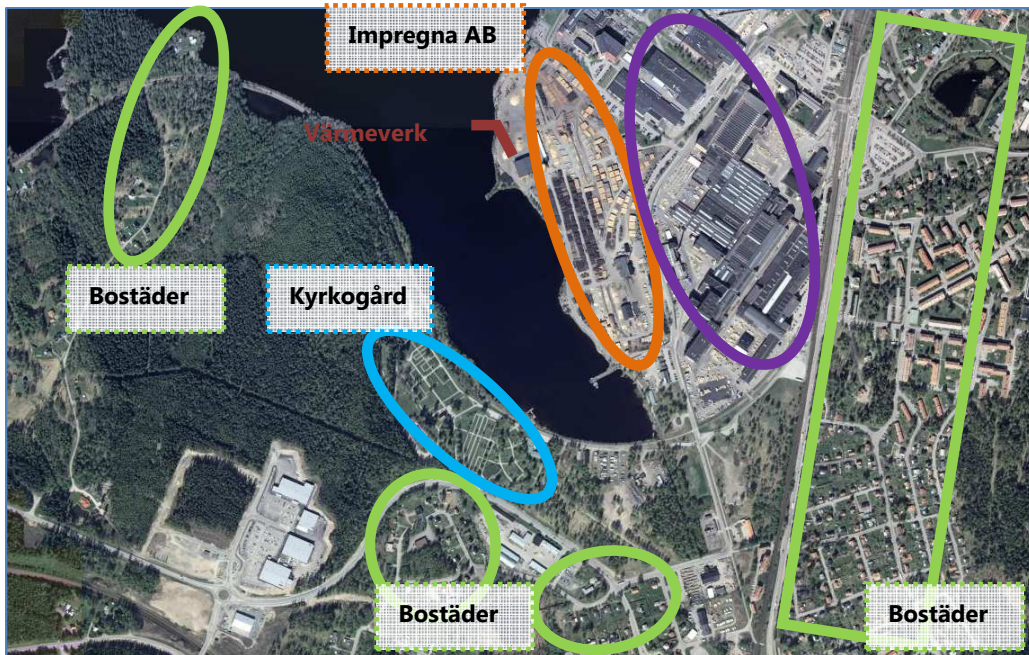 Impregna AB
Värmeverk
Bostäder
Kyrkogård
Bostäder
Bostäder